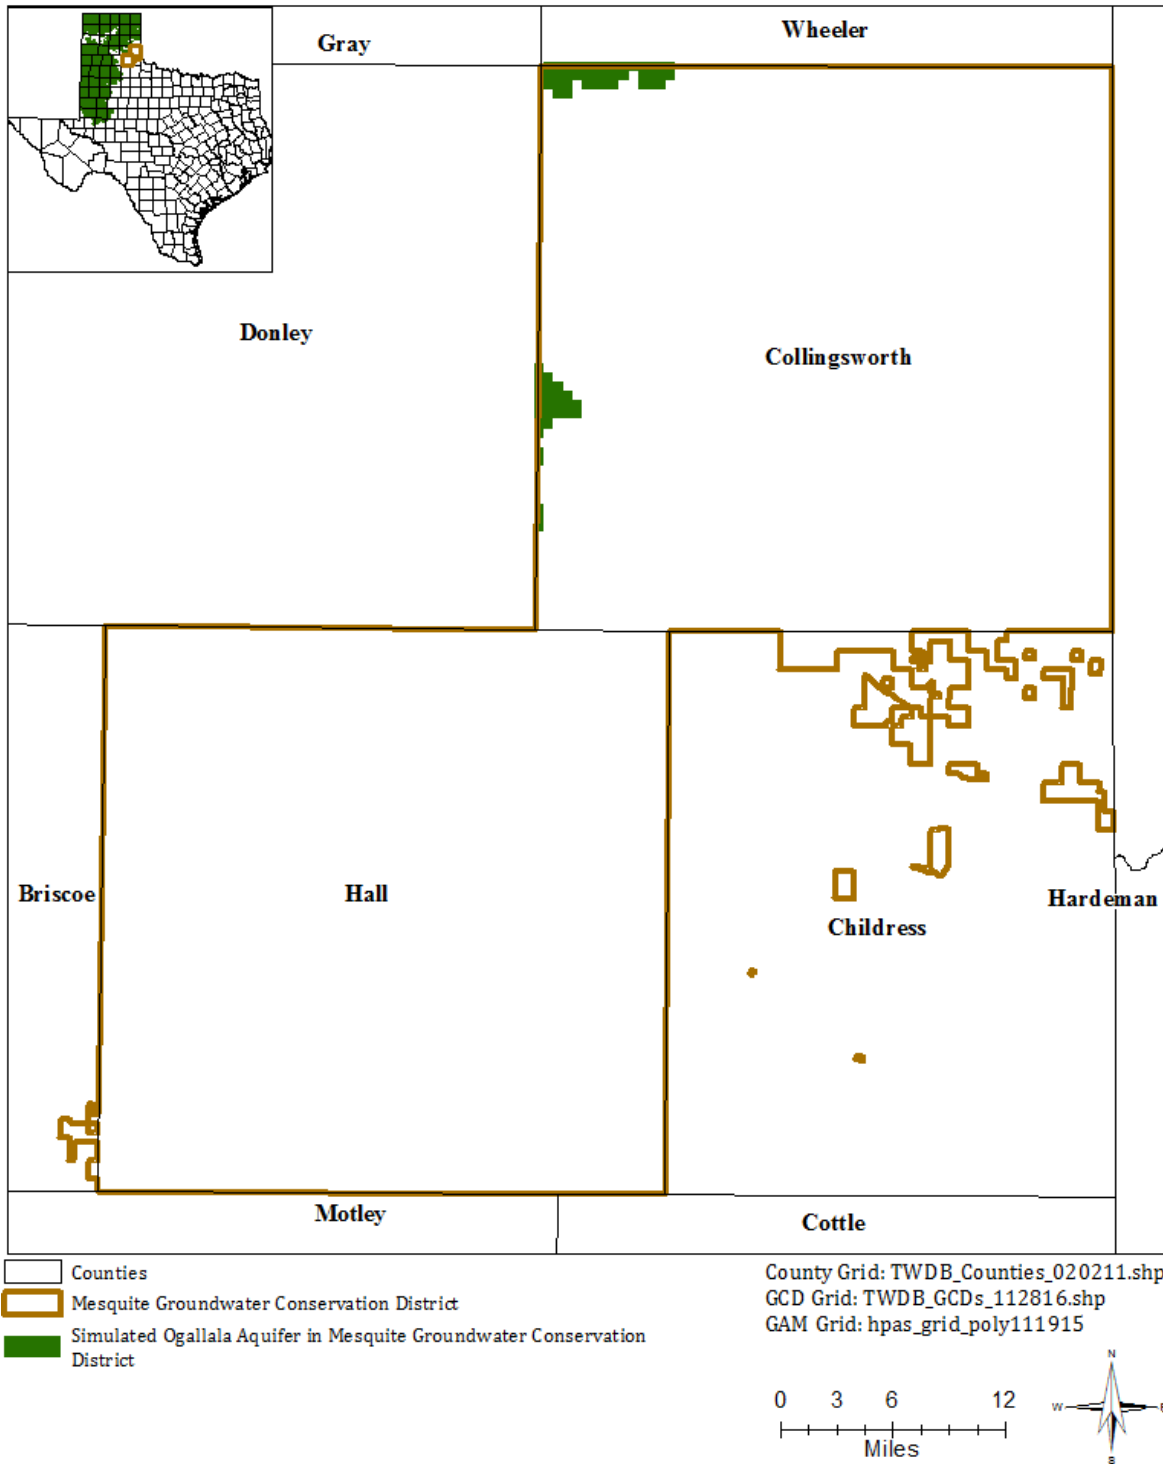 Gray
Wheeler
Donley
Collingsworth
Briscoe
Hall
Hardeman
Childress
Motley
Cottle
Counties
Mesquite Groundwater Conservation District
Simulated Ogallala Aquifer in Mesquite Groundwater Conservation
District
County Grid: TWDB_Counties_020211.shp
GCD Grid: TWDB_GCDs_112816.shp
GAM Grid: hpas_grid_poly111915
0 3 6 12
Miles
N
W E
S